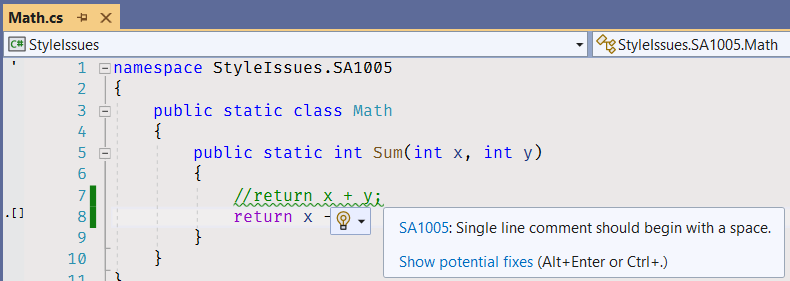 Math.cs
StyleIssues
StyleIssues.SA1005.Math
1 namespace StyleIssues.SA1005
2 {
3 public static class Math
4 {
5 public static int Sum(int x, int y)
6 {
7 //return x + y;
8 return x -
9 }
10 }
11 }
SA1005: Single line comment should begin with a space.
Show potential fixes (Alt+Enter or Ctrl+.)